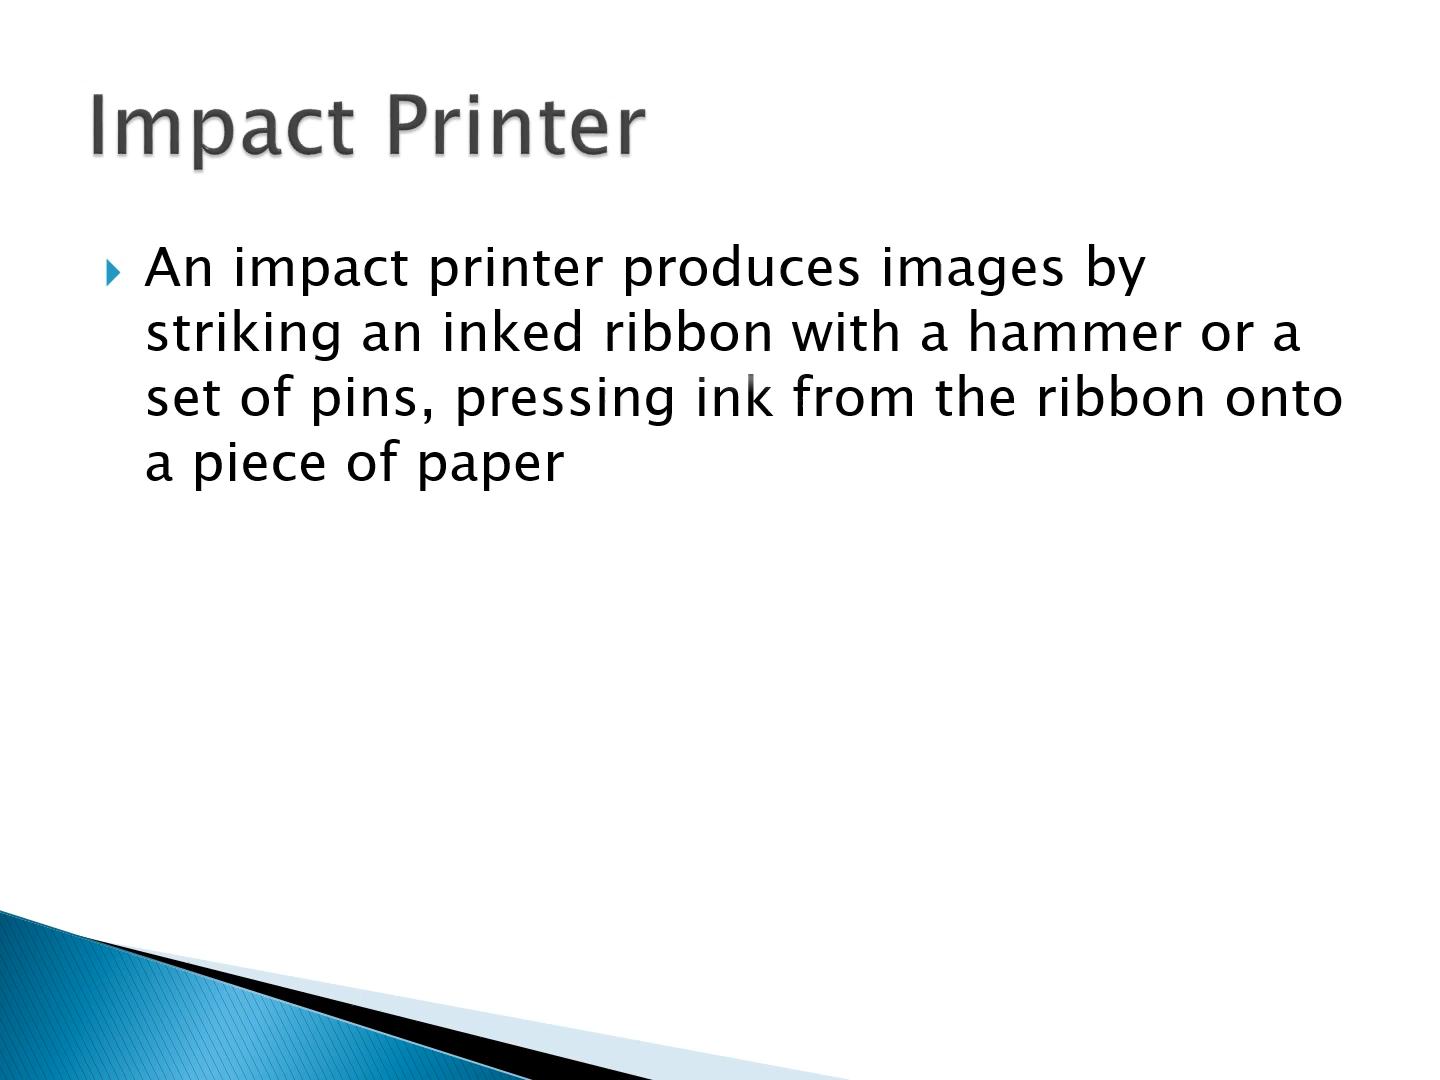 Impact Printer
An impact printer produces images by
striking an inked ribbon with a hammer or a
set of pins, pressing ink from the ribbon onto
a piece of paper